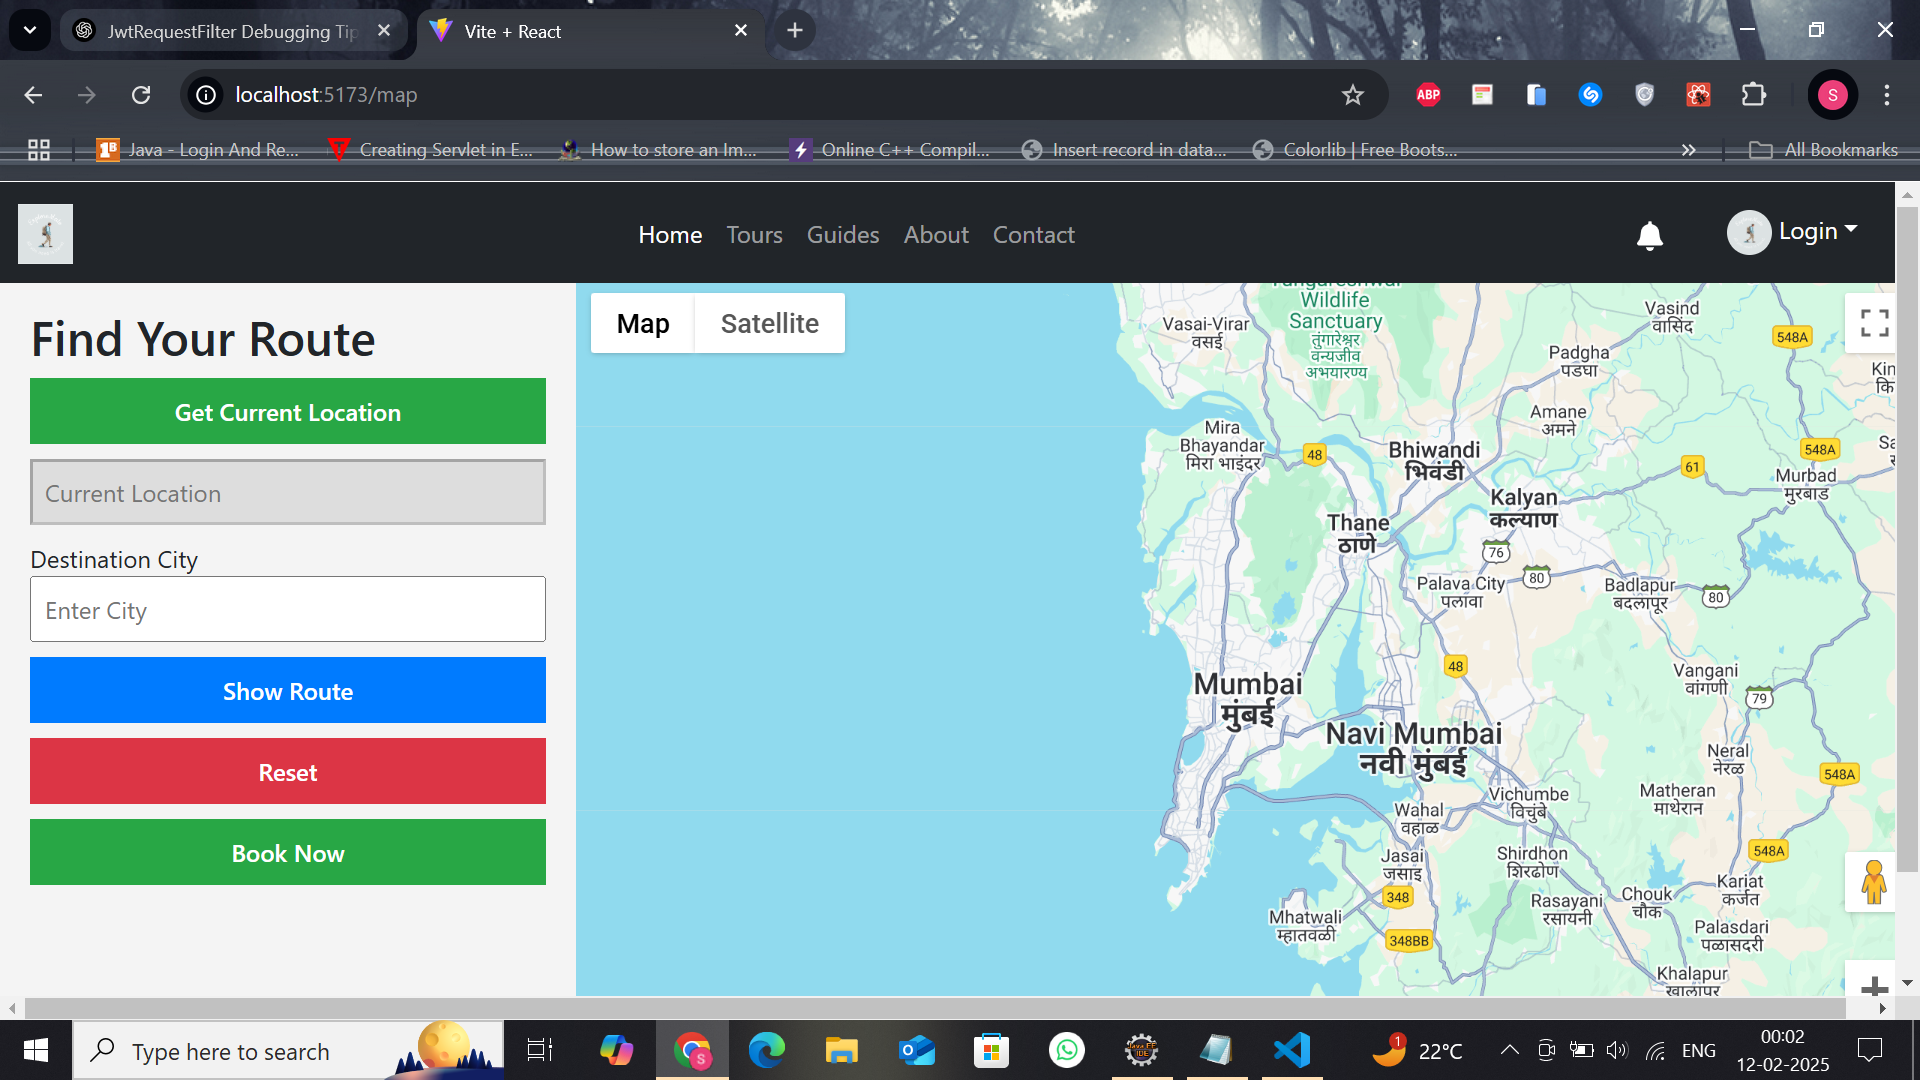 JwtRequestFilter Debugging Tip
Vite + React
localhost:5173/map
ABP
S
Java - Login And Re...
Creating Servlet in E...
How to store an Im...
Online C++ Compil...
Insert record in data...
Colorlib | Free Boots...
All Bookmarks
Home
Tours
Guides
About
Contact
Login
Find Your Route
Get Current Location
Current Location
Destination City
Enter City
Show Route
Reset
Book Now
Map
Satellite
Wildlife
Sanctuary
तुंगारेश्वर
वन्यजीव
अभयारण्य
Vasai-Virar
वसई
Vasind
वासिंद
548A
Padgha
पडघा
Kin
कि
Amane
अमने
Mira
Bhayandar
मिरा भाइंदर
48
Bhiwandi
भिवंडी
61
548A
Murbad
मुरबाड
Kalyan
कल्याण
Thane
ठाणे
76
80
Palava City
पलावा
Badlapur
बदलापूर
80
48
Vangani
वांगणी
79
Mumbai
मुंबई
Navi Mumbai
नवी मुंबई
Neral
नेरळ
548A
Matheran
माथेरान
Vichumbe
विचुंबे
Wahal
वहाळ
Jasai
जसाई
Shirdhon
शिरढोण
548A
348
Chouk
चौक
Kariat
कर्जत
Rasayani
रसायनी
Mhatwali
म्हातवळी
348BB
Palasdari
पळासदरी
Khalapur
खालापूर
Type here to search
1
22°C
ENG
00:02
12-02-2025